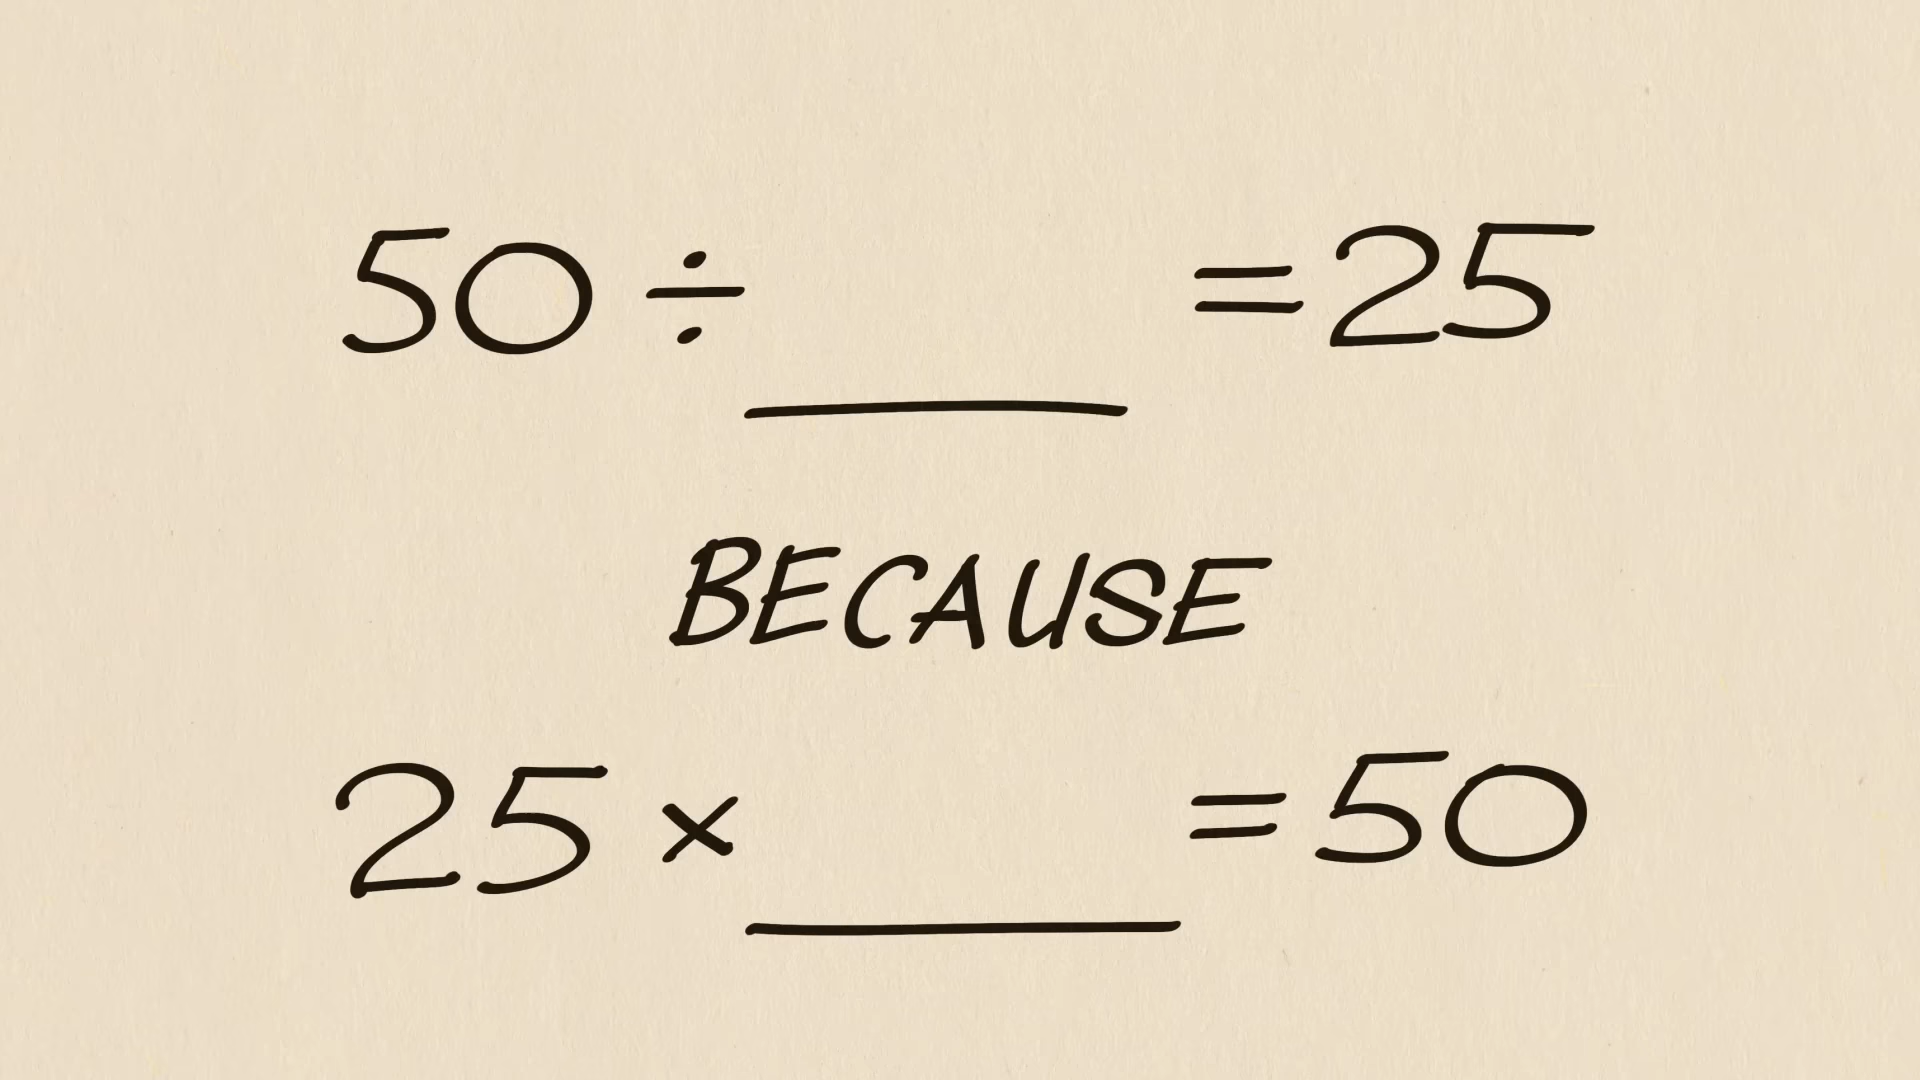 50 ÷ ____ = 25
BECAUSE
25 × ____ = 50